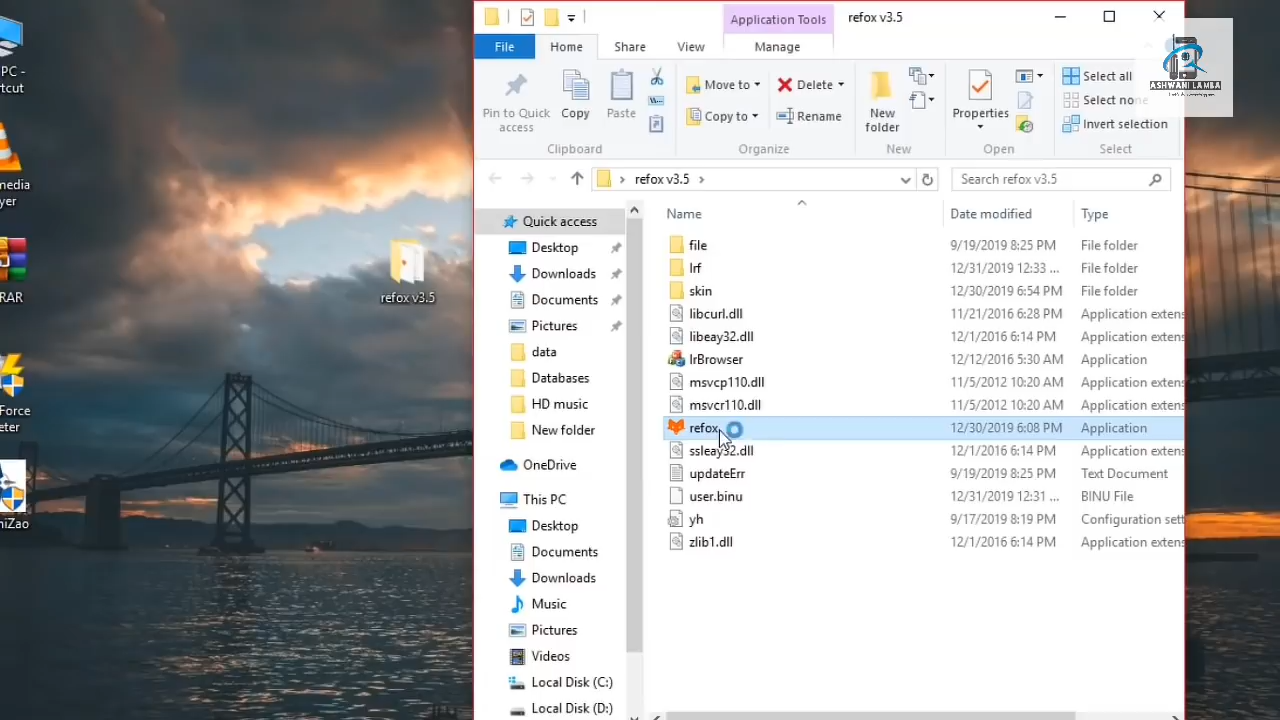 PC -
tcut
media
yer
RAR
Force
eter
niZao
refox v3.5
Application Tools
refox v3.5
File
Home
Share
View
Manage
Pin to Quick
access
Copy
Paste
Move to
Copy to
Delete
Rename
New
folder
Properties
Select all
Select none
Invert selection
Clipboard
Organize
New
Open
Select
ASHWANI LAMBA
refox v3.5
Search refox v3.5
Quick access
Desktop
Downloads
Documents
Pictures
data
Databases
HD music
New folder
OneDrive
This PC
Desktop
Documents
Downloads
Music
Pictures
Videos
Local Disk (C:)
Local Disk (D:)
Name Date modified Type
file 9/19/2019 8:25 PM File folder
lrf 12/31/2019 12:33 ... File folder
skin 12/30/2019 6:54 PM File folder
libcurl.dll 11/21/2016 6:28 PM Application extens
libeay32.dll 12/1/2016 6:14 PM Application extens
lrBrowser 12/12/2016 5:30 AM Application
msvcp110.dll 11/5/2012 10:20 AM Application extens
msvcr110.dll 11/5/2012 10:20 AM Application extens
refox 12/30/2019 6:08 PM Application
ssleay32.dll 12/1/2016 6:14 PM Application extens
updateErr 9/19/2019 8:25 PM Text Document
user.binu 12/31/2019 12:31 ... BINU File
yh 9/17/2019 8:19 PM Configuration sett
zlib1.dll 12/1/2016 6:14 PM Application extens